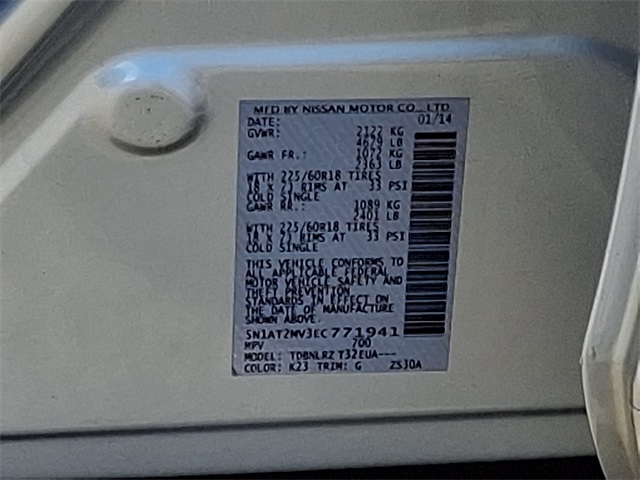 MFD BY NISSAN MOTOR CO., LTD
DATE: 01/14
GVWR: 2122 KG
4679 LB
GAWR FR.: 1072 KG
2363 LB
WITH 225/60R18 TIRES
18 X 7J RIMS AT 33 PSI
COLD SINGLE
GAWR RR.: 1089 KG
2401 LB
WITH 225/60R18 TIRES
18 X 7J RIMS AT 33 PSI
COLD SINGLE
THIS VEHICLE CONFORMS TO
ALL APPLICABLE FEDERAL
MOTOR VEHICLE SAFETY AND
THEFT PREVENTION
STANDARDS IN EFFECT ON
THE DATE OF MANUFACTURE
SHOWN ABOVE.
5N1AT2MV3EC771941
MPV 700
MODEL: TDBNLRZ T32EUA---
COLOR: K23 TRIM: G ZS30A